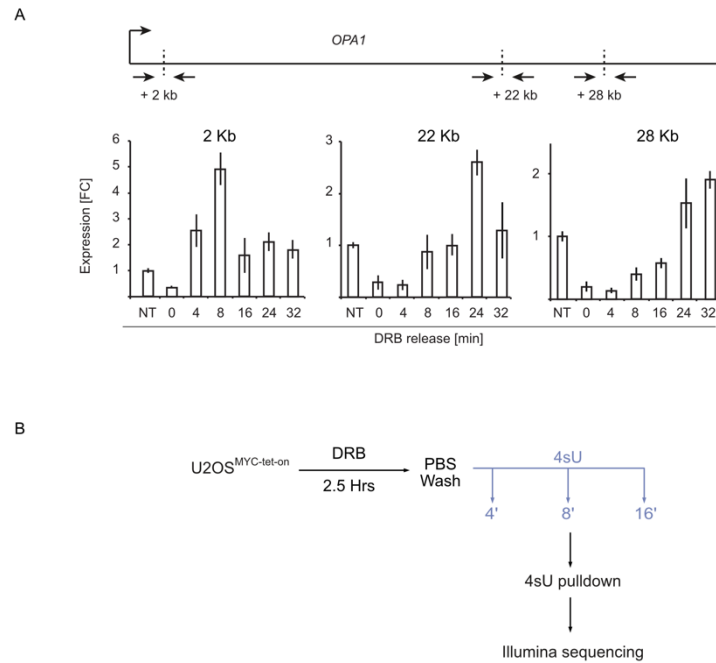 A
OPA1
+ 2 kb
+ 22 kb
+ 28 kb
2 Kb
22 Kb
28 Kb
Expression [FC]
6
5
4
3
2
1
3
2
1
2
1
NT 0 4 8 16 24 32
NT 0 4 8 16 24 32
NT 0 4 8 16 24 32
DRB release [min]
B
U2OS^MYC-tet-on
DRB
2.5 Hrs
PBS
Wash
4sU
4'
8'
16'
4sU pulldown
Illumina sequencing